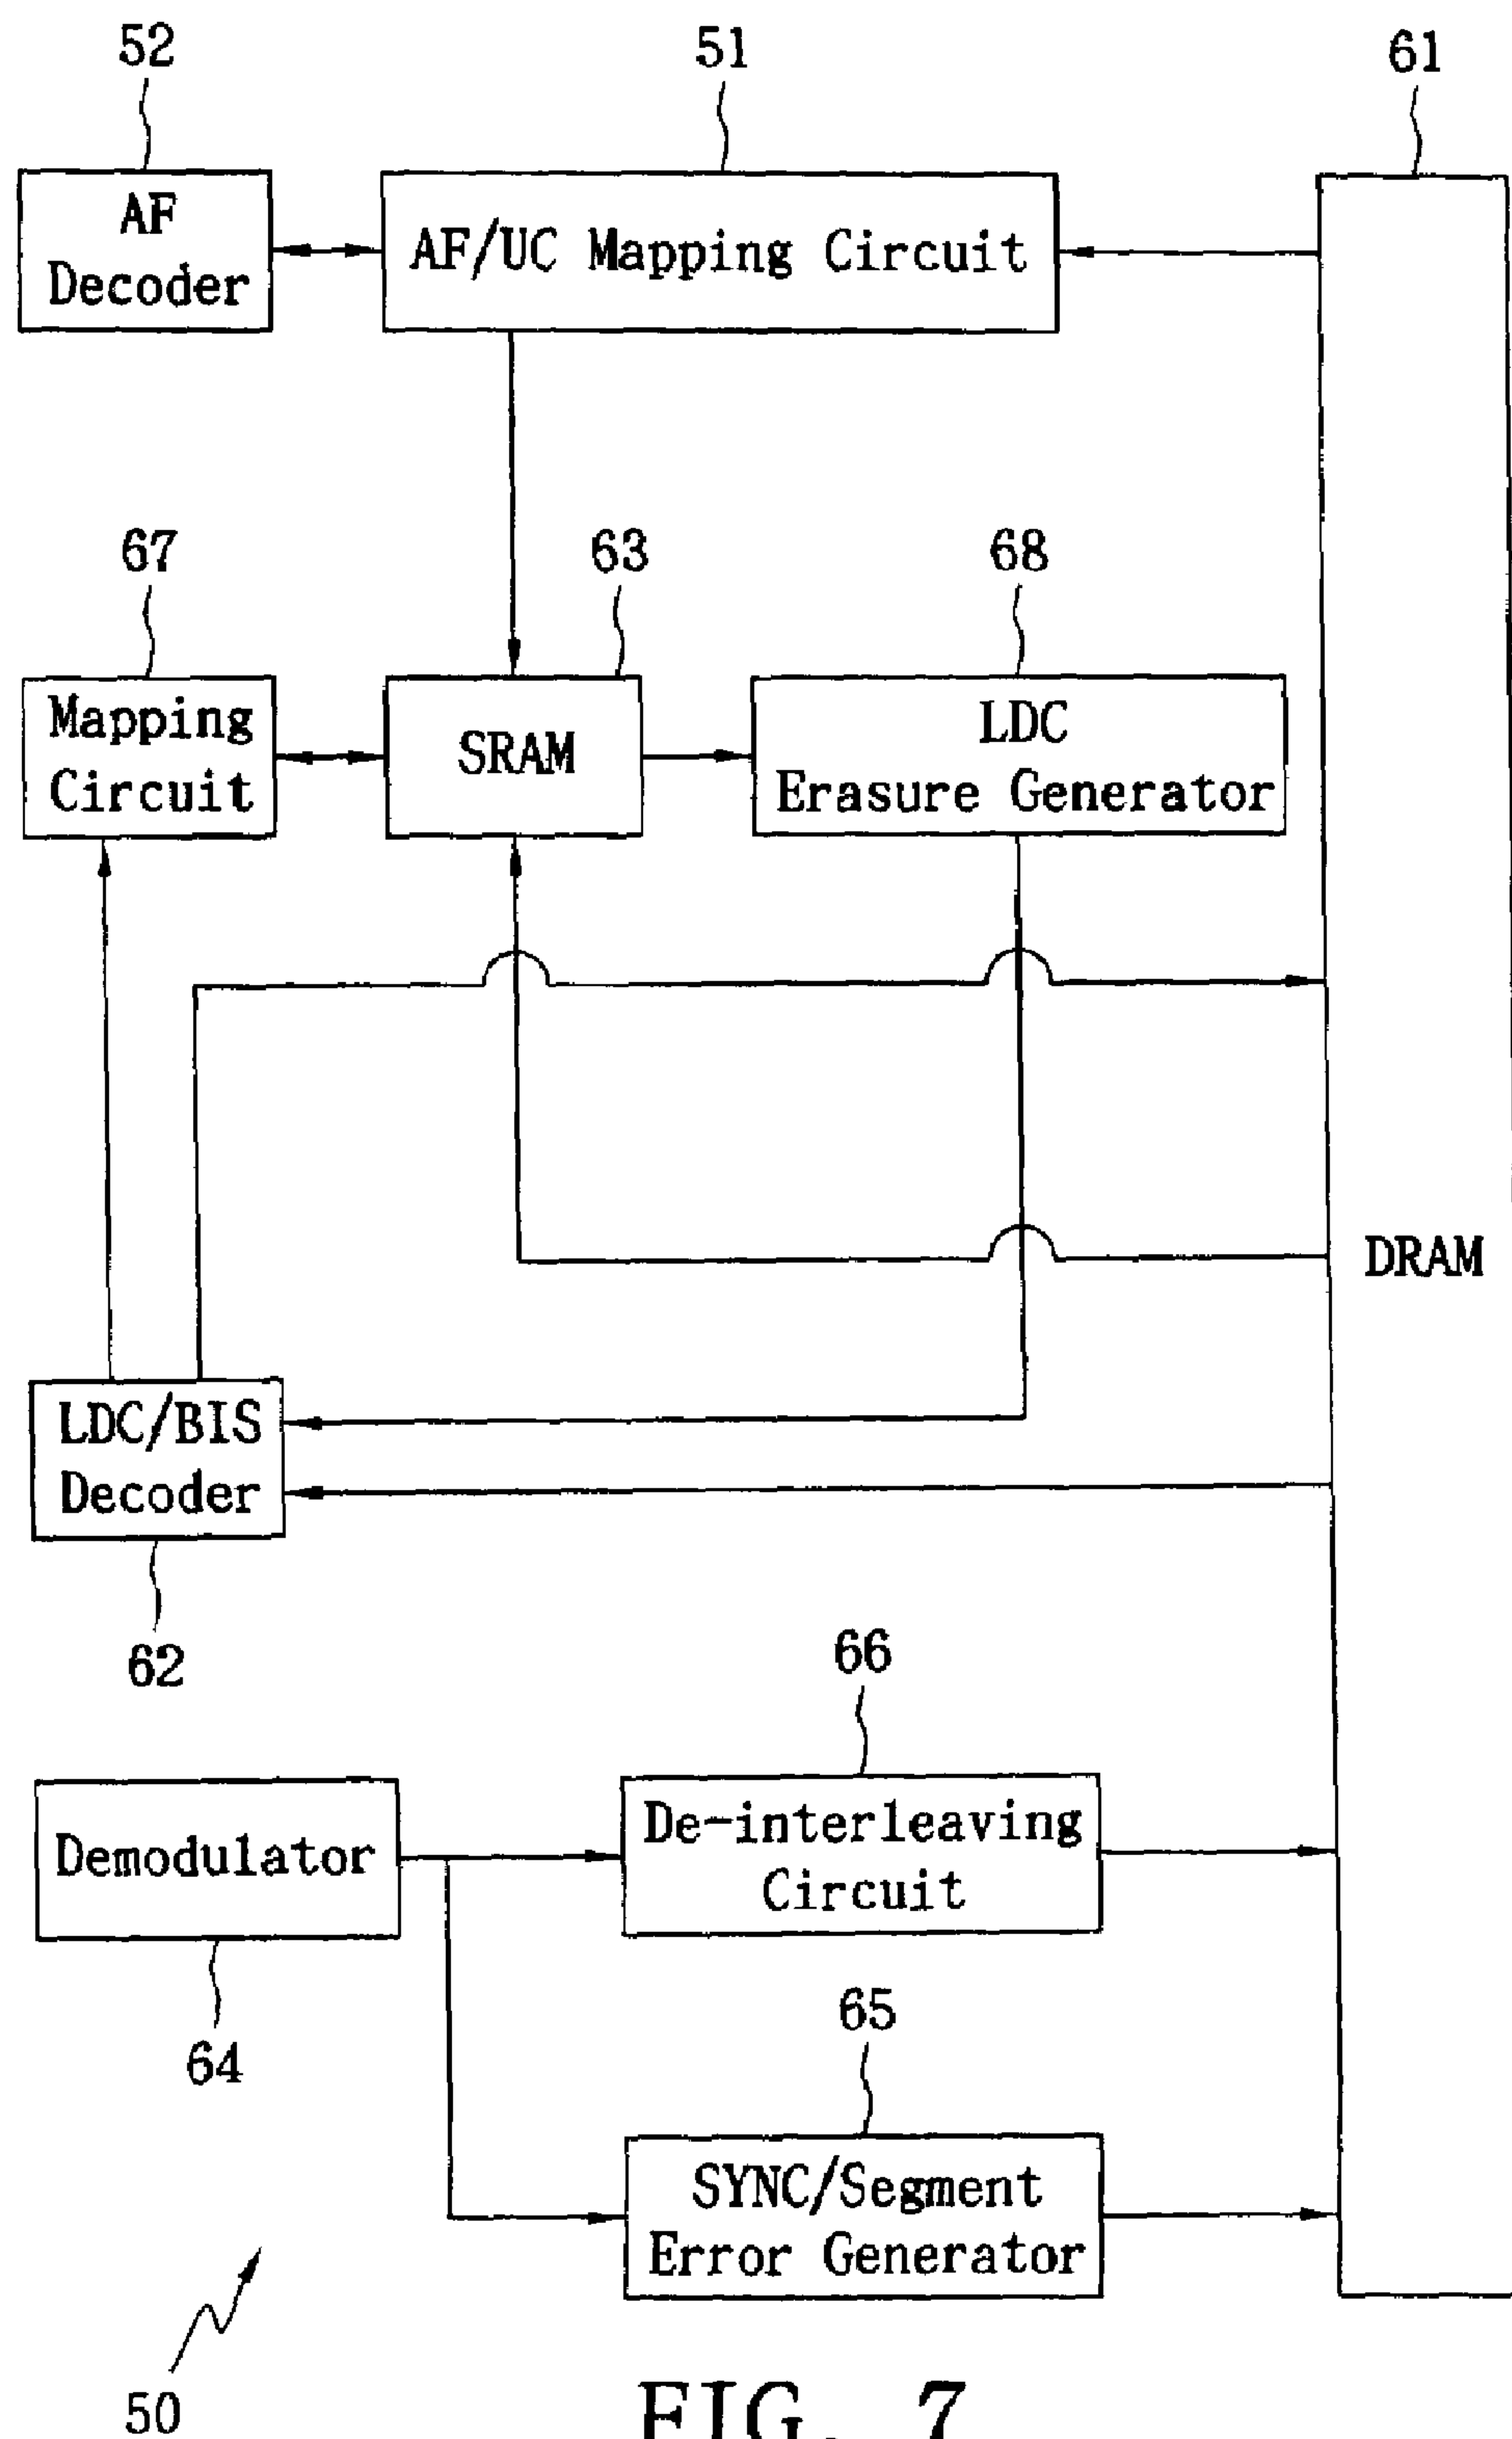 52
51
61
AF
Decoder
AF/UC Mapping Circuit
67
63
68
Mapping
Circuit
SRAM
LDC
Erasure Generator
DRAM
LDC/BIS
Decoder
62
66
De-interleaving
Circuit
Demodulator
64
65
SYNC/Segment
Error Generator
50
FIG. 7